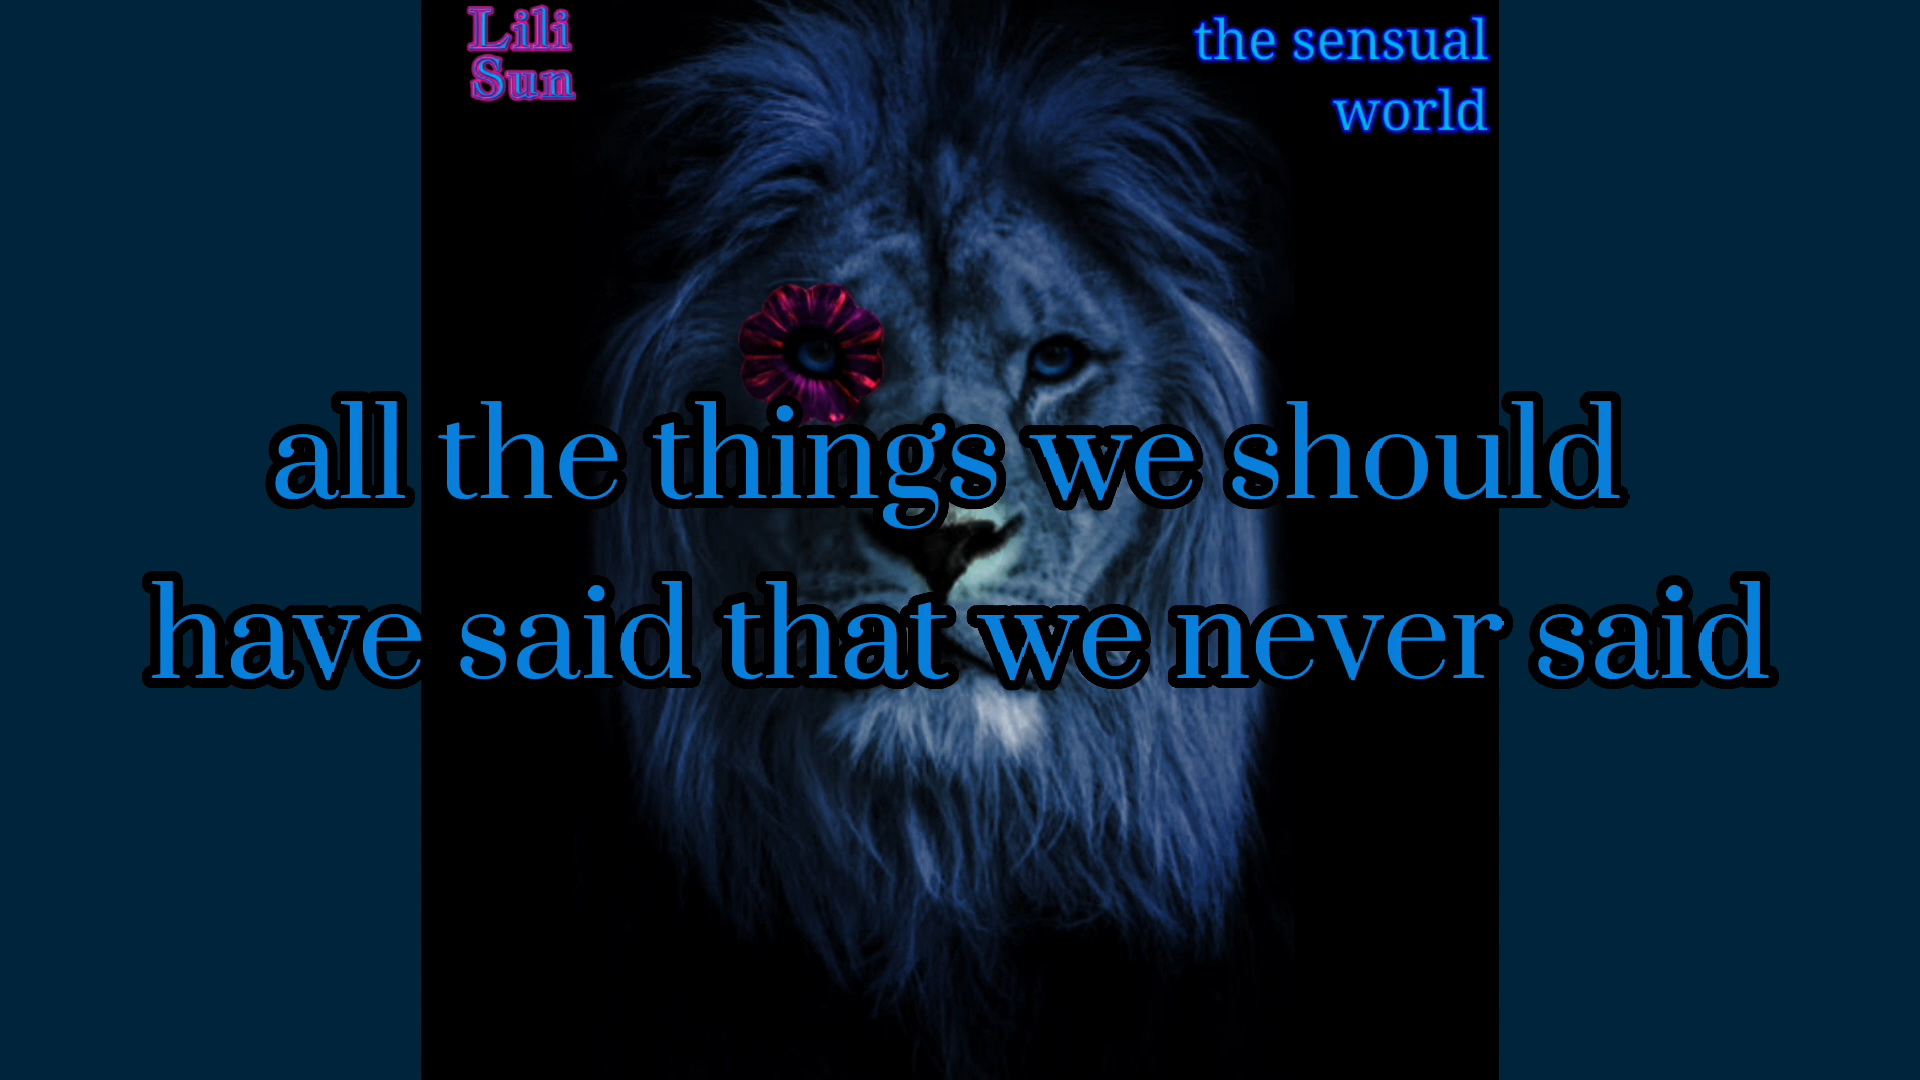 Lili
Sun
the sensual
world
all the things we should
have said that we never said